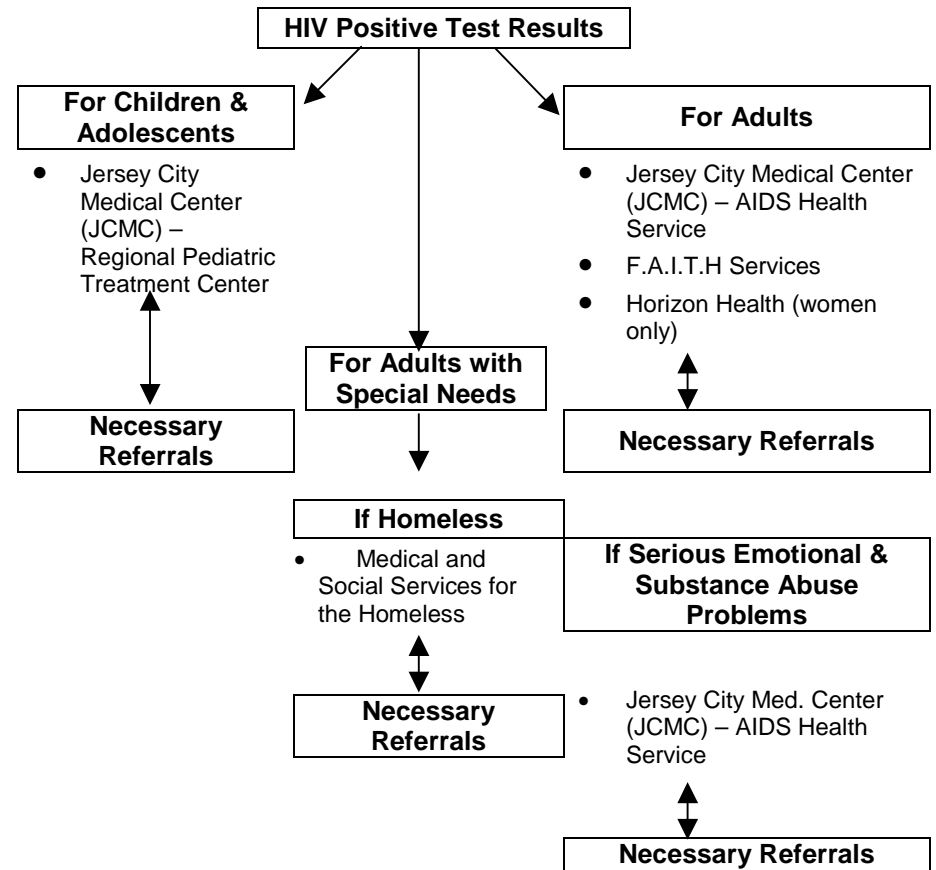 HIV Positive Test Results
For Children &
Adolescents
• Jersey City
Medical Center
(JCMC) –
Regional Pediatric
Treatment Center
Necessary
Referrals
For Adults with
Special Needs
For Adults
• Jersey City Medical Center
(JCMC) – AIDS Health
Service
• F.A.I.T.H Services
• Horizon Health (women
only)
Necessary Referrals
If Homeless
• Medical and
Social Services for
the Homeless
Necessary
Referrals
If Serious Emotional &
Substance Abuse
Problems
• Jersey City Med. Center
(JCMC) – AIDS Health
Service
Necessary Referrals